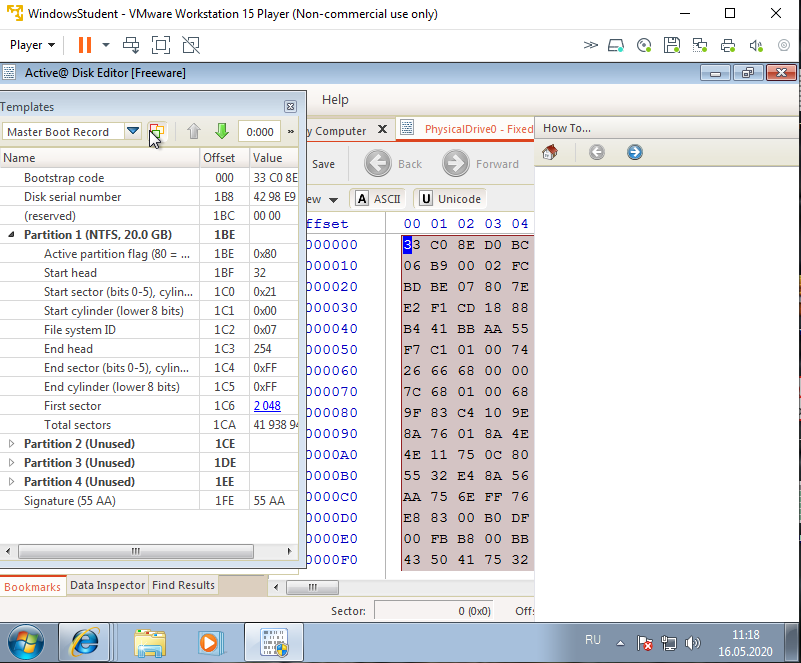 WindowsStudent - VMware Workstation 15 Player (Non-commercial use only)
Player
Active@ Disk Editor [Freeware]
Templates
Help
Master Boot Record
0:000
»
y Computer
PhysicalDrive0 - Fixed
How To...
Save
Back
Forward
ew
A ASCII
U Unicode
Name Offset Value
Bootstrap code 000 33 C0 8E
Disk serial number 1B8 42 98 E9
(reserved) 1BC 00 00
Partition 1 (NTFS, 20.0 GB) 1BE
Active partition flag (80 = ... 1BE 0x80
Start head 1BF 32
Start sector (bits 0-5), cylin... 1C0 0x21
Start cylinder (lower 8 bits) 1C1 0x00
File system ID 1C2 0x07
End head 1C3 254
End sector (bits 0-5), cylin... 1C4 0xFF
End cylinder (lower 8 bits) 1C5 0xFF
First sector 1C6 2 048
Total sectors 1CA 41 938 94
Partition 2 (Unused) 1CE
Partition 3 (Unused) 1DE
Partition 4 (Unused) 1EE
Signature (55 AA) 1FE 55 AA
ffset 00 01 02 03 04
000000 33 C0 8E D0 BC
000010 06 B9 00 02 FC
000020 BD BE 07 80 7E
000030 E2 F1 CD 18 88
000040 B4 41 BB AA 55
000050 F7 C1 01 00 74
000060 26 66 68 00 00
000070 7C 68 01 00 68
000080 9F 83 C4 10 9E
000090 8A 76 01 8A 4E
0000A0 4E 11 75 0C 80
0000B0 55 32 E4 8A 56
0000C0 AA 75 6E FF 76
0000D0 E8 83 00 B0 DF
0000E0 00 FB B8 00 BB
0000F0 43 50 41 75 32
Bookmarks Data Inspector Find Results
Sector: 0 (0x0) Offs
RU
11:18
16.05.2020